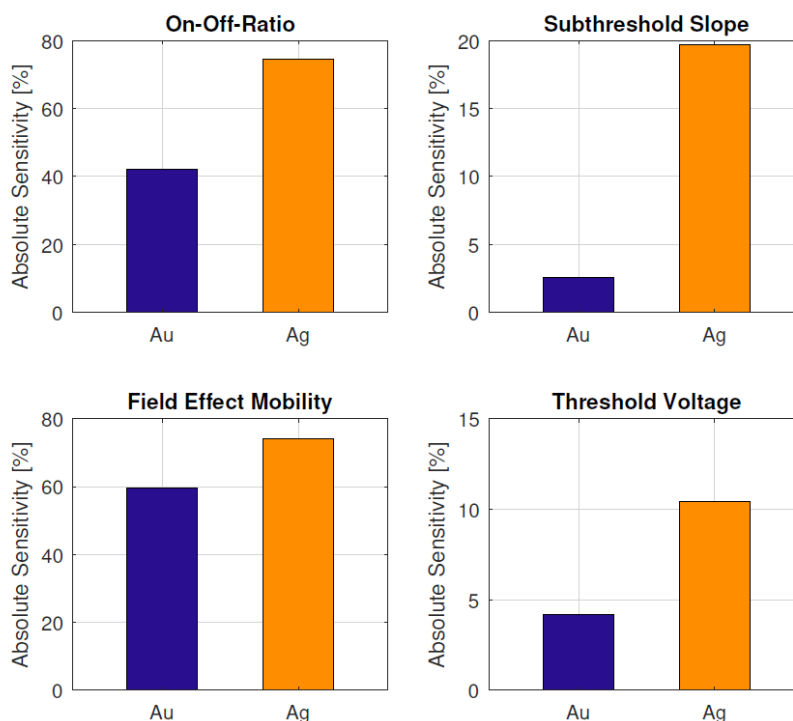 On-Off-Ratio
Absolute Sensitivity [%]
80
60
40
20
0
Au Ag
Subthreshold Slope
Absolute Sensitivity [%]
20
15
10
5
0
Au Ag
Field Effect Mobility
Absolute Sensitivity [%]
80
60
40
20
0
Au Ag
Threshold Voltage
Absolute Sensitivity [%]
15
10
5
0
Au Ag